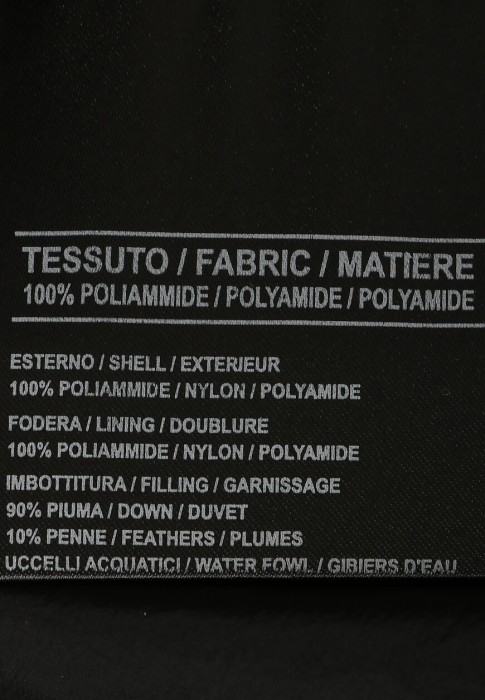 TESSUTO / FABRIC / MATIERE
100% POLIAMMIDE / POLYAMIDE / POLYAMIDE
ESTERNO / SHELL / EXTERIEUR
100% POLIAMMIDE / NYLON / POLYAMIDE
FODERA / LINING / DOUBLURE
100% POLIAMMIDE / NYLON / POLYAMIDE
IMBOTTITURA / FILLING / GARNISSAGE
90% PIUMA / DOWN / DUVET
10% PENNE / FEATHERS / PLUMES
UCCELLI ACQUATICI / WATER FOWL / GIBIERS D'EAU